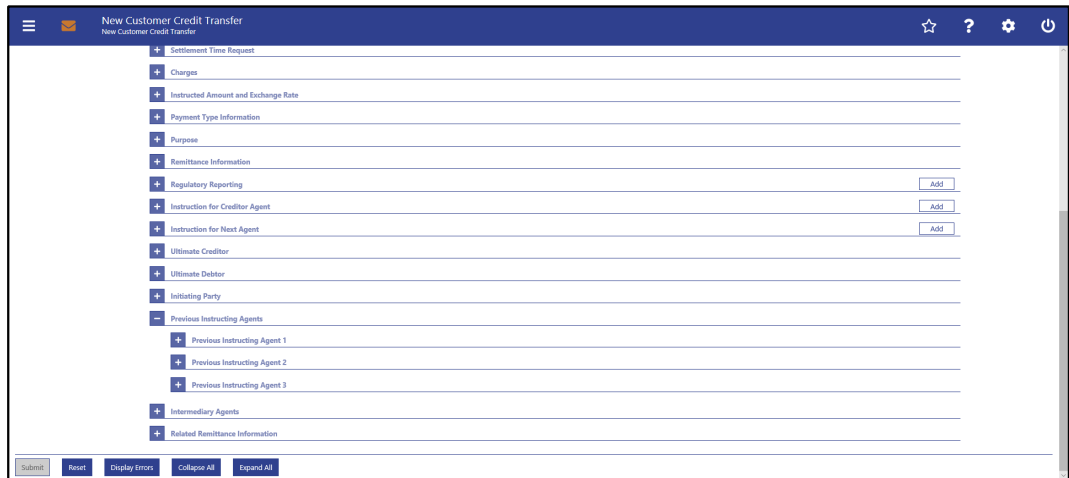 New Customer Credit Transfer
New Customer Credit Transfer
Settlement Time Request
Charges
Instructed Amount and Exchange Rate
Payment Type Information
Purpose
Remittance Information
Regulatory Reporting Add
Instruction for Creditor Agent Add
Instruction for Next Agent Add
Ultimate Creditor
Ultimate Debtor
Initiating Party
Previous Instructing Agents
Previous Instructing Agent 1
Previous Instructing Agent 2
Previous Instructing Agent 3
Intermediary Agents
Related Remittance Information
Submit Reset Display Errors Collapse All Expand All